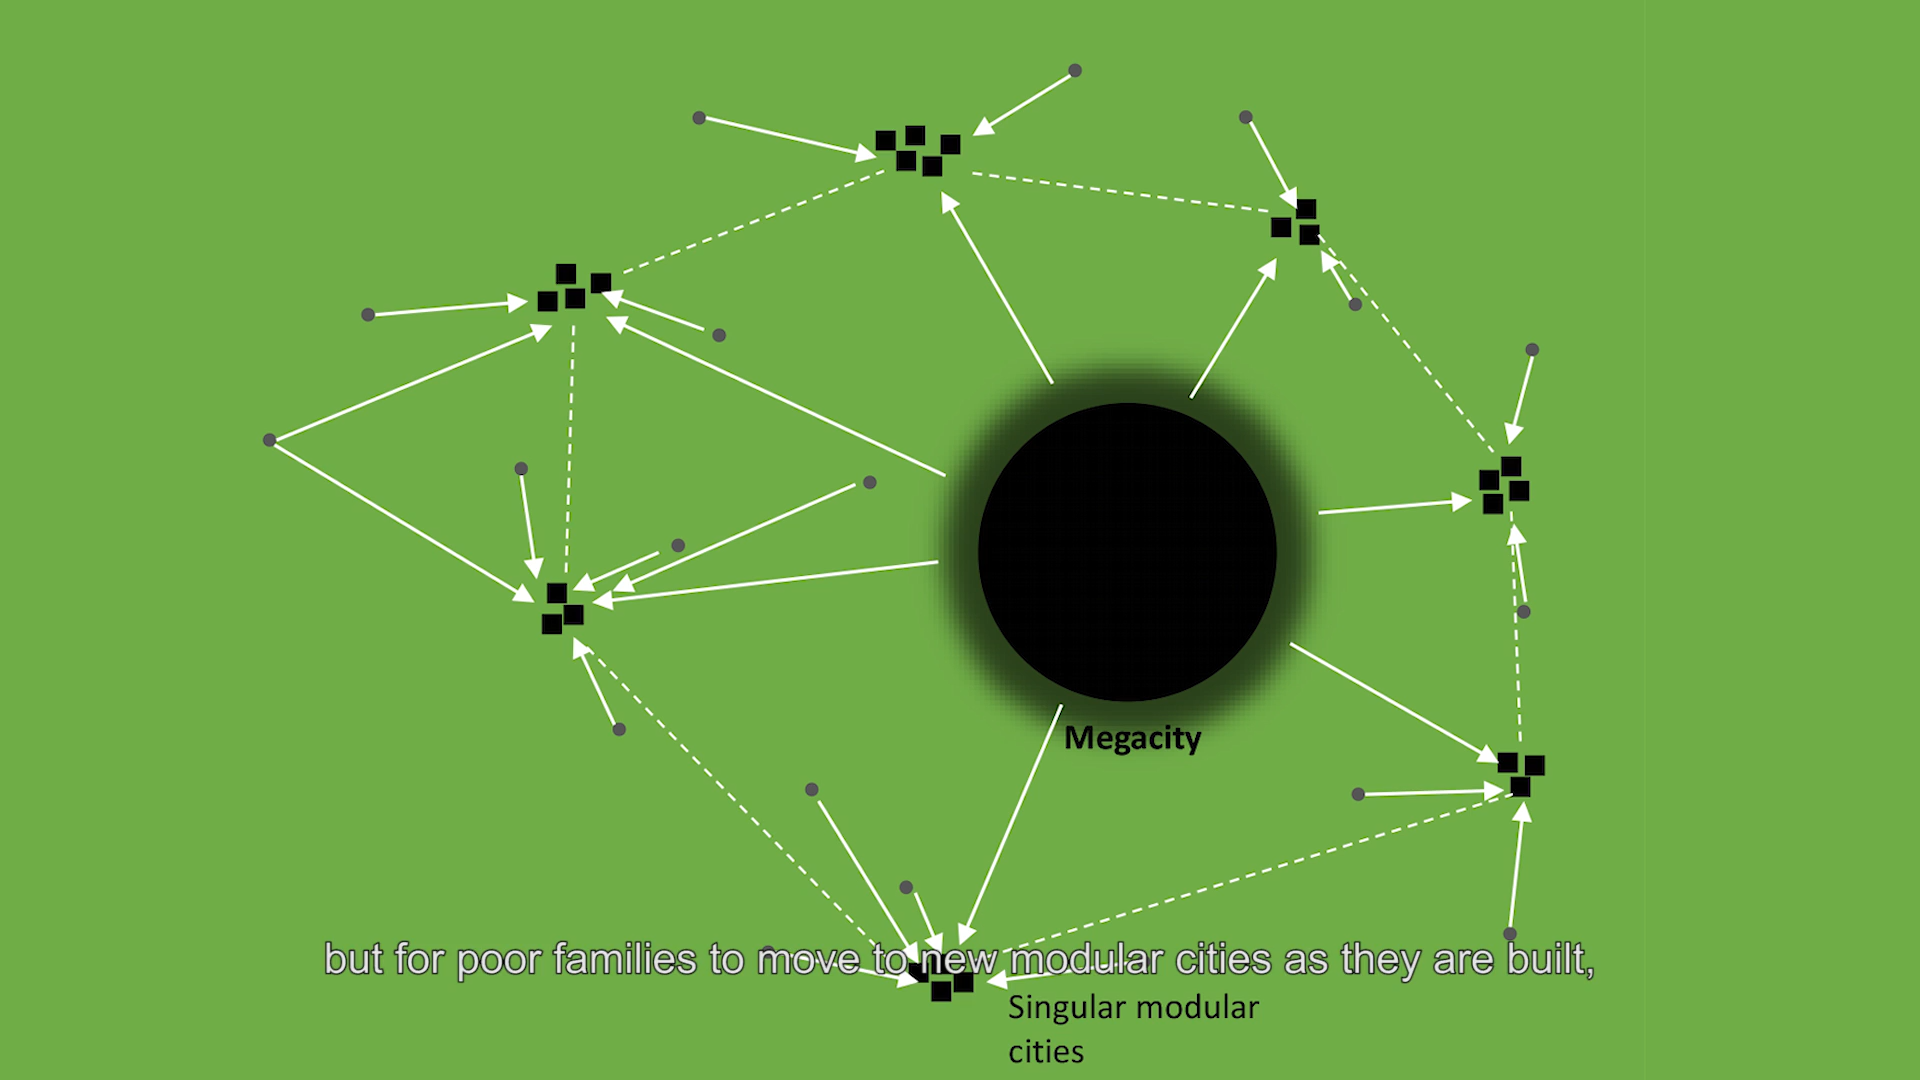 Megacity
but for poor families to move to new modular cities as they are built,
Singular modular
cities